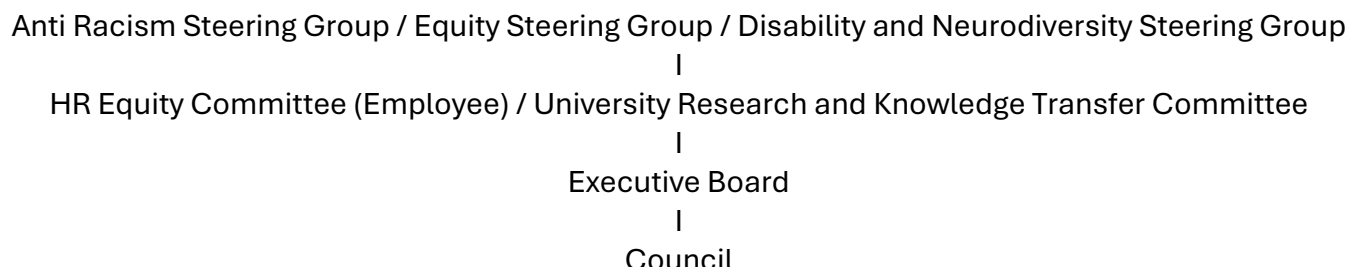 Anti Racism Steering Group / Equity Steering Group / Disability and Neurodiversity Steering Group
I
HR Equity Committee (Employee) / University Research and Knowledge Transfer Committee
I
Executive Board
I
Council